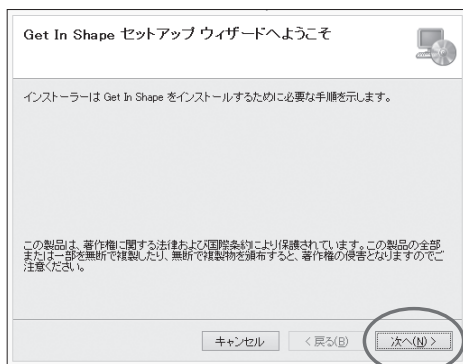 Get In Shape セットアップ ウィザードへようこそ
インストーラーは Get In Shape をインストールするために必要な手順を示します。
この製品は、著作権に関する法律および国際条約により保護されています。この製品の全部
または一部を無断で複製したり、無断で複製物を頒布すると、著作権の侵害となりますのでご
注意ください。
キャンセル
< 戻る(B)
次へ(N) >